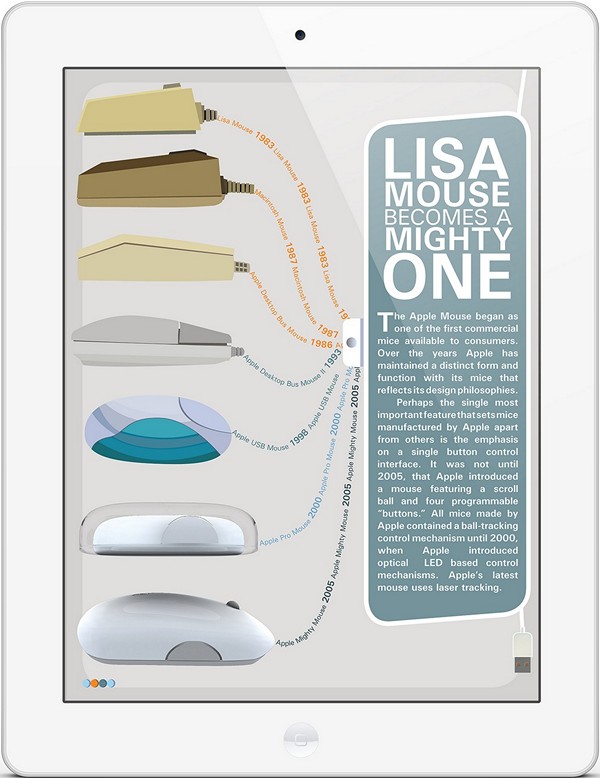 Lisa Mouse 1983 Lisa Mouse 1983 Lisa Mouse 1983 Lisa
Macintosh Mouse 1987 Macintosh Mouse 1987
Apple Desktop Bus Mouse 1986
Apple Desktop Bus Mouse II 1993
Apple USB Mouse 1998 Apple USB Mouse
Apple Pro Mouse 2000 Apple Pro Mouse 2000 Apple Pro
Apple Mighty Mouse 2005 Apple Mighty Mouse 2005 Apple Mighty Mouse 2005
LISA
MOUSE
BECOMES A
MIGHTY
ONE
The Apple Mouse began as
one of the first commercial
mice available to consumers.
Over the years Apple has
maintained a distinct form and
function with its mice that
reflects its design philosophies.
Perhaps the single most
important feature that sets mice
manufactured by Apple apart
from others is the emphasis
on a single button control
interface. It was not until
2005, that Apple introduced
a mouse featuring a scroll
ball and four programmable
“buttons.” All mice made by
Apple contained a ball-tracking
control mechanism until 2000,
when Apple introduced
optical LED based control
mechanisms. Apple’s latest
mouse uses laser tracking.